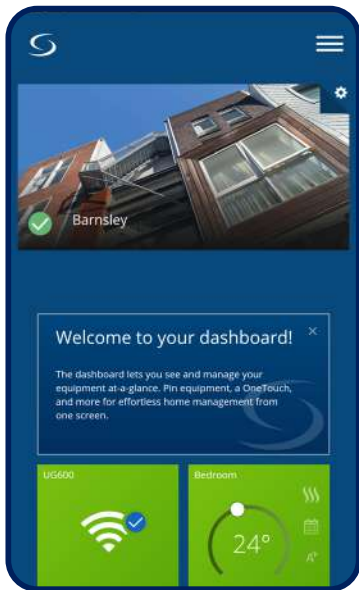 Barnsley
Welcome to your dashboard!
The dashboard lets you see and manage your
equipment at-a-glance. Pin equipment, a OneTouch,
and more for effortless home management from
one screen.
UG600
Bedroom
24°